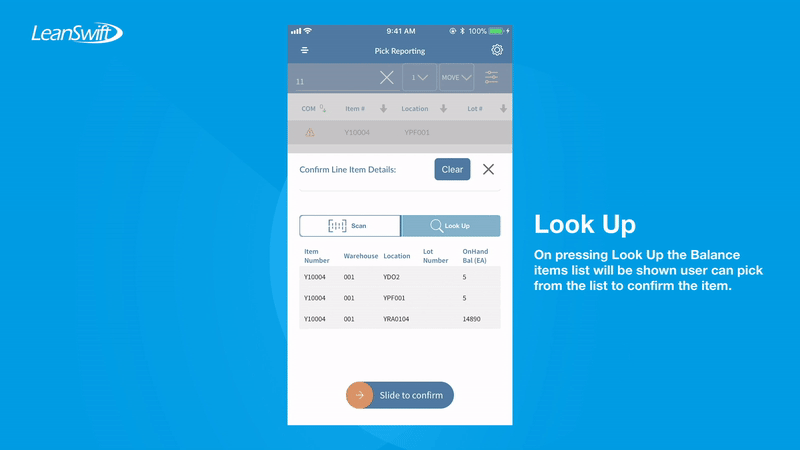 LeanSwift
9:41 AM
100%
Pick Reporting
11
1
MOVE
COM Item # Location Lot #
Y10004 YPF001
Confirm Line Item Details:
Clear
Scan
Look Up
Item Number Warehouse Location Lot Number OnHand Bal (EA)
Y10004 001 YDO2 5
Y10004 001 YPF001 5
Y10004 001 YRA0104 14890
Slide to confirm
Look Up
On pressing Look Up the Balance
items list will be shown user can pick
from the list to confirm the item.